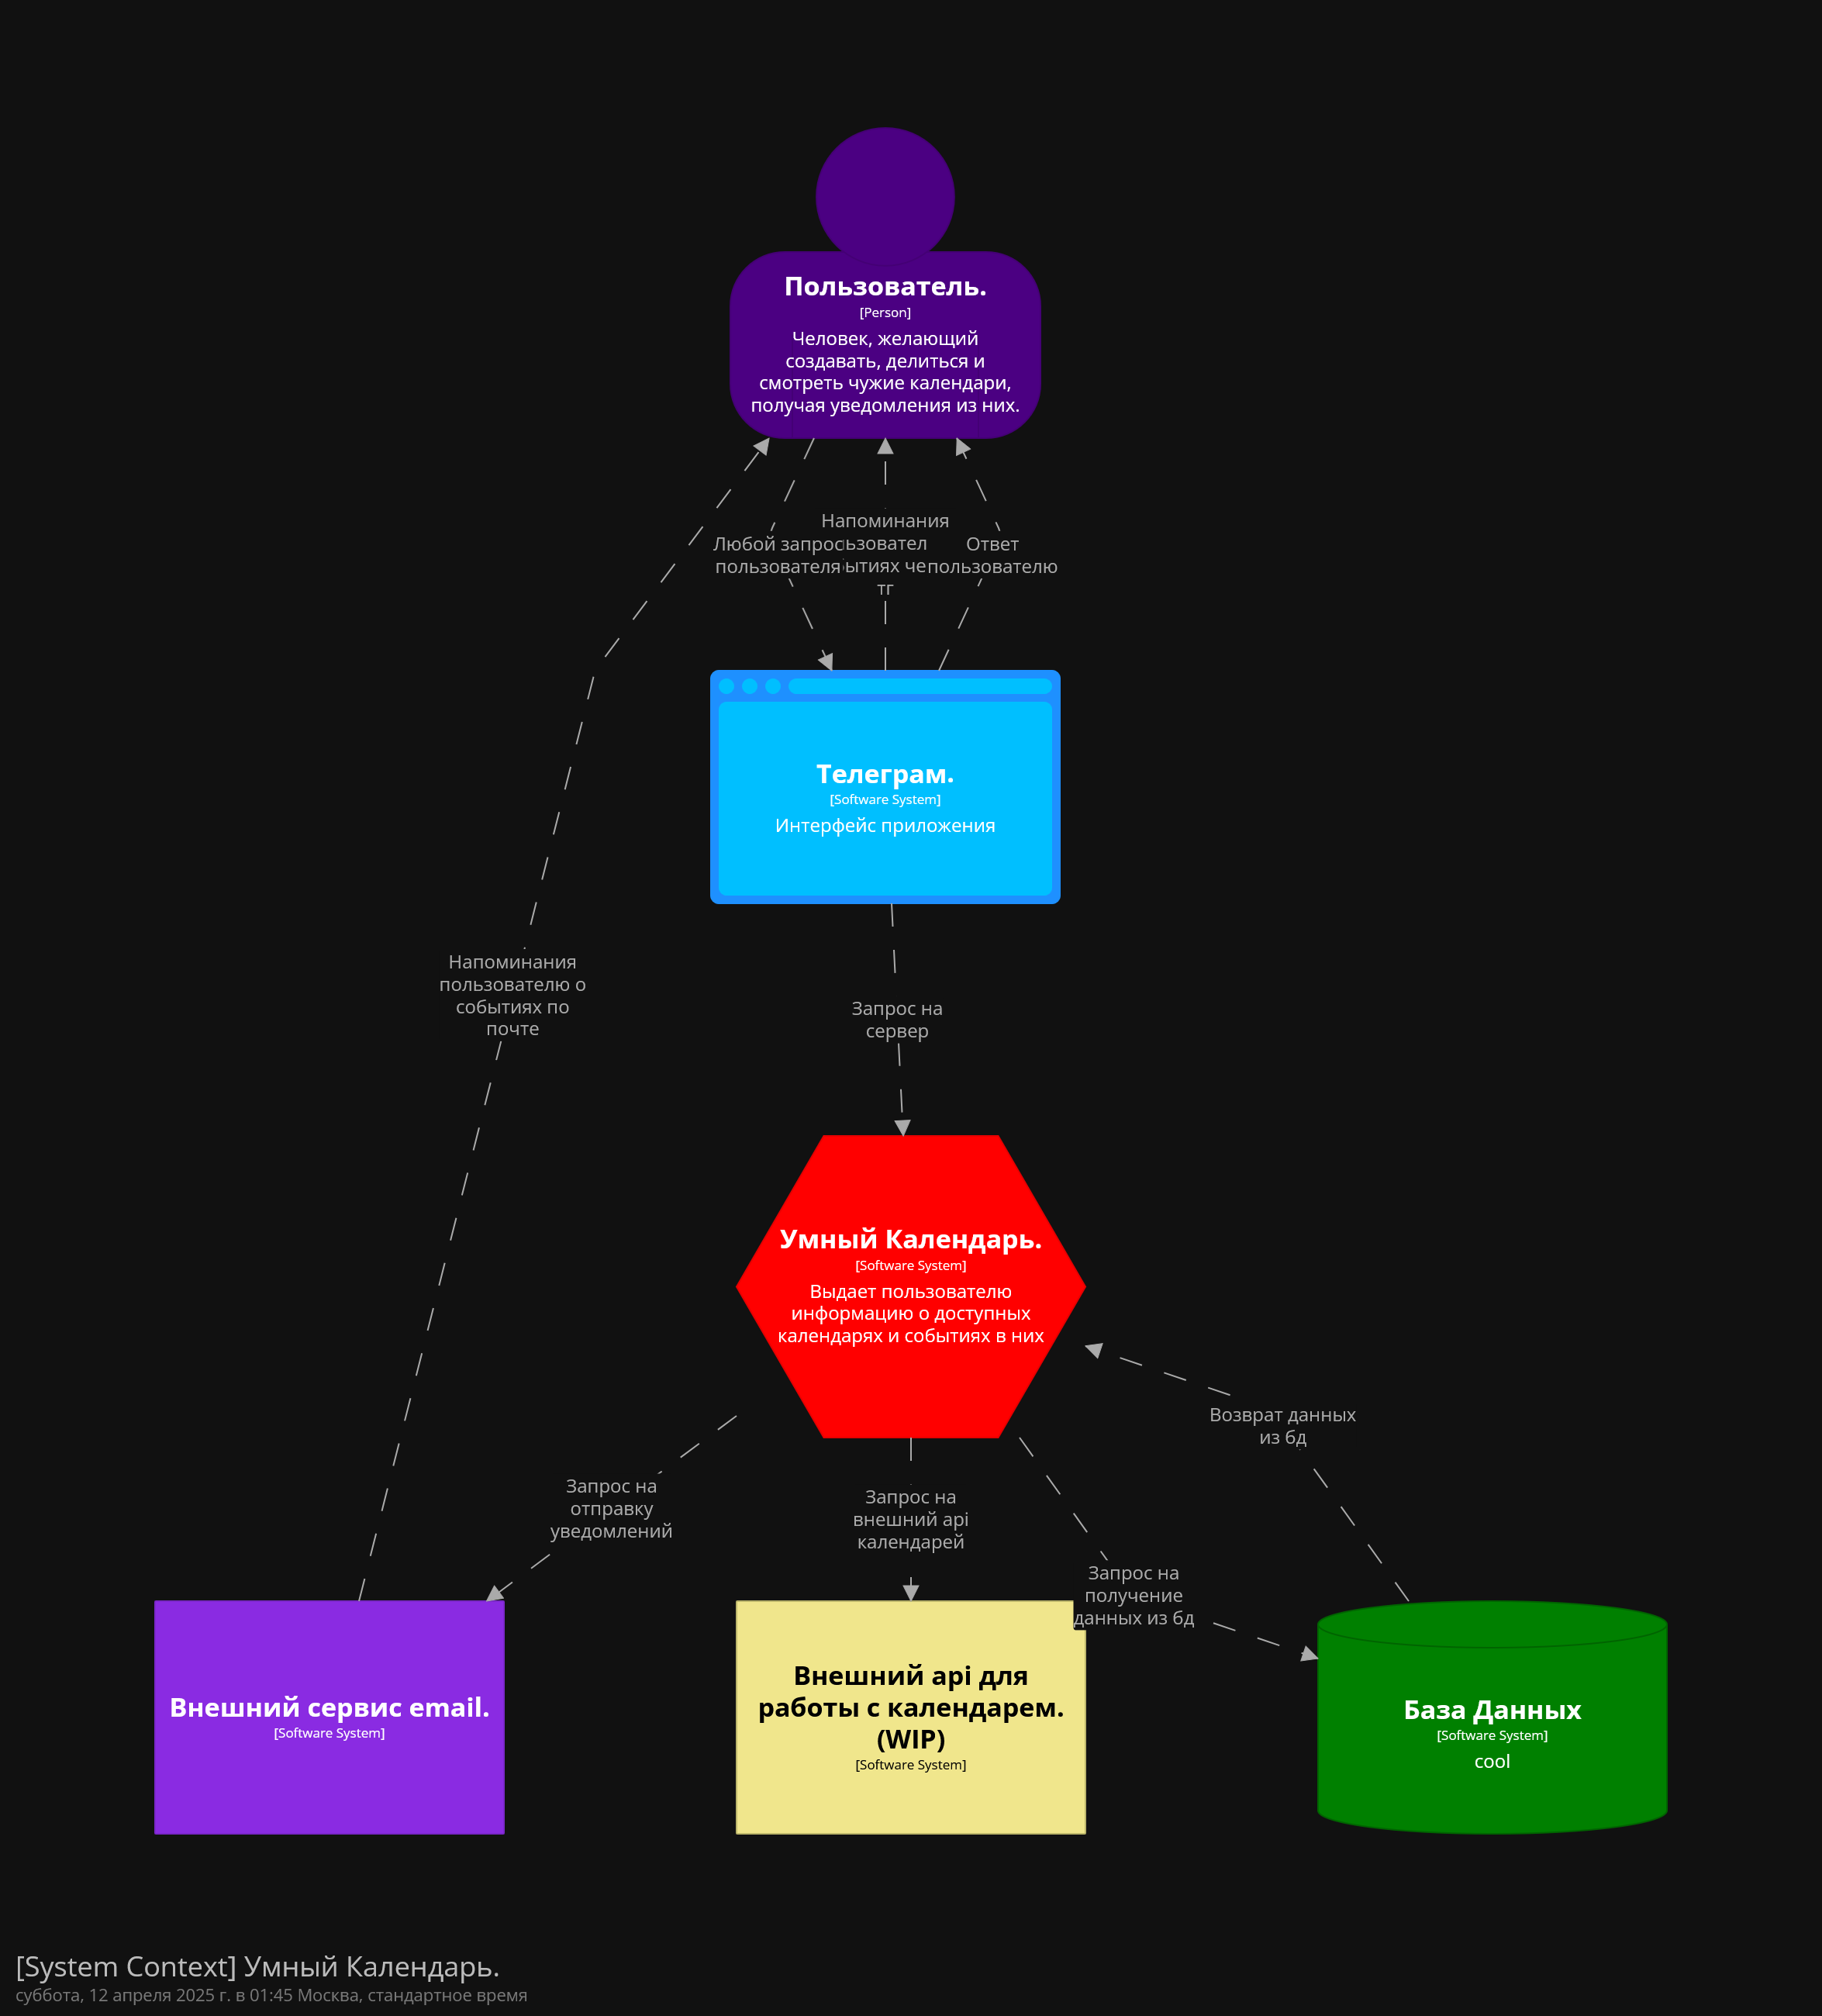 Пользователь.
[Person]
Человек, желающий
создавать, делиться и
смотреть чужие календари,
получая уведомления из них.
Любой запрос
пользователя
Напоминания
тг
Ответ
пользователю
Телеграм.
[Software System]
Интерфейс приложения
Напоминания
пользователю о
событиях по
почте
Запрос на
сервер
Умный Календарь.
[Software System]
Выдает пользователю
информацию о доступных
календарях и событиях в них
Возврат данных
из бд
Запрос на
отправку
уведомлений
Запрос на
внешний api
календарей
Запрос на
получение
данных из бд
Внешний сервис email.
[Software System]
Внешний api для
работы с календарем.
(WIP)
[Software System]
База Данных
[Software System]
cool
[System Context] Умный Календарь.
суббота, 12 апреля 2025 г. в 01:45 Москва, стандартное время